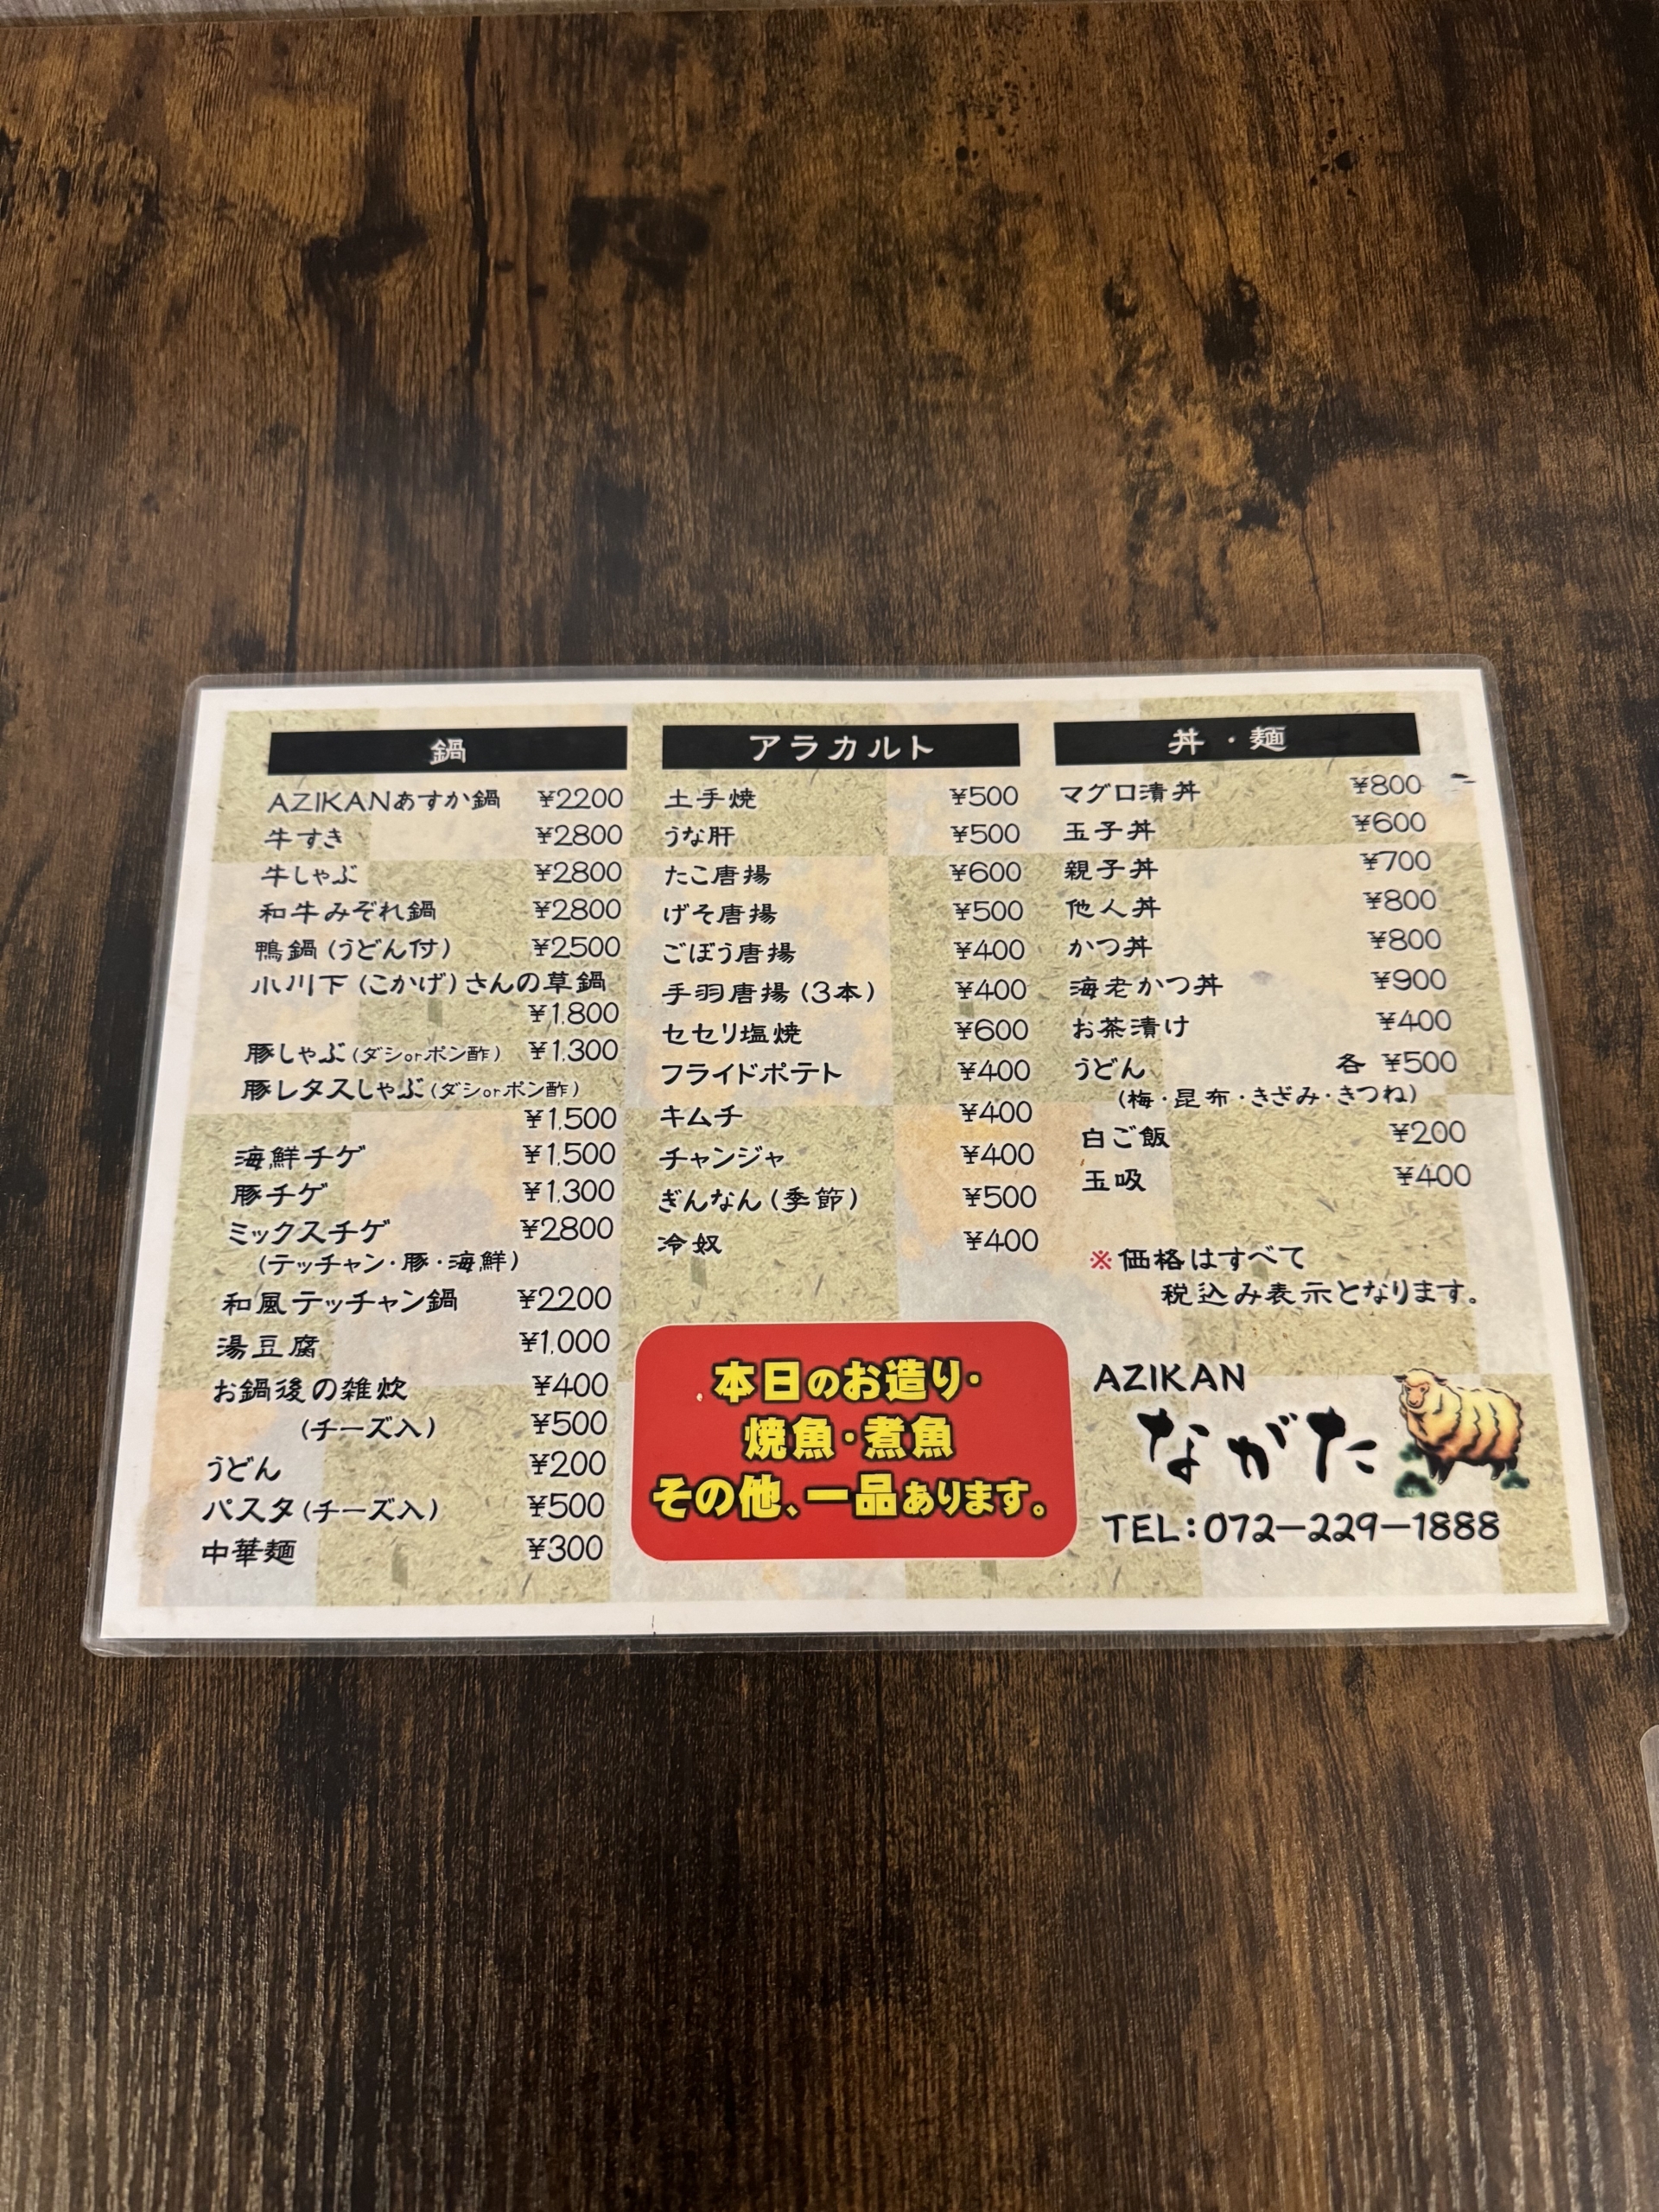 鍋
AZIKANあすか鍋 ¥2200
牛すき ¥2800
牛しゃぶ ¥2800
和牛みぞれ鍋 ¥2800
鴨鍋(うどん付) ¥2500
小川下(こかげ)さんの草鍋
¥1,800
豚しゃぶ(ダシorポン酢) ¥1,300
豚レタスしゃぶ(ダシorポン酢)
¥1,500
海鮮チゲ ¥1,500
豚チゲ ¥1,300
ミックスチゲ ¥2800
(テッチャン・豚・海鮮)
和風テッチャン鍋 ¥2200
湯豆腐 ¥1,000
お鍋後の雑炊 ¥400
(チーズ入) ¥500
うどん ¥200
パスタ(チーズ入) ¥500
中華麺 ¥300
アラカルト
土手焼 ¥500
うな肝 ¥500
たこ唐揚 ¥600
げそ唐揚 ¥500
ごぼう唐揚 ¥400
手羽唐揚(3本) ¥400
セセリ塩焼 ¥600
フライドポテト ¥400
キムチ ¥400
チャンジャ ¥400
ぎんなん(季節) ¥500
冷奴 ¥400
本日のお造り・
焼魚・煮魚
その他、一品あります。
丼・麺
マグロ漬丼 ¥800
玉子丼 ¥600
親子丼 ¥700
他人丼 ¥800
かつ丼 ¥800
海老かつ丼 ¥900
お茶漬け ¥400
うどん 各 ¥500
(梅・昆布・きざみ・きつね)
白ご飯 ¥200
玉吸 ¥400
※価格はすべて
税込み表示となります。
AZIKAN
ながた
TEL:072-229-1888